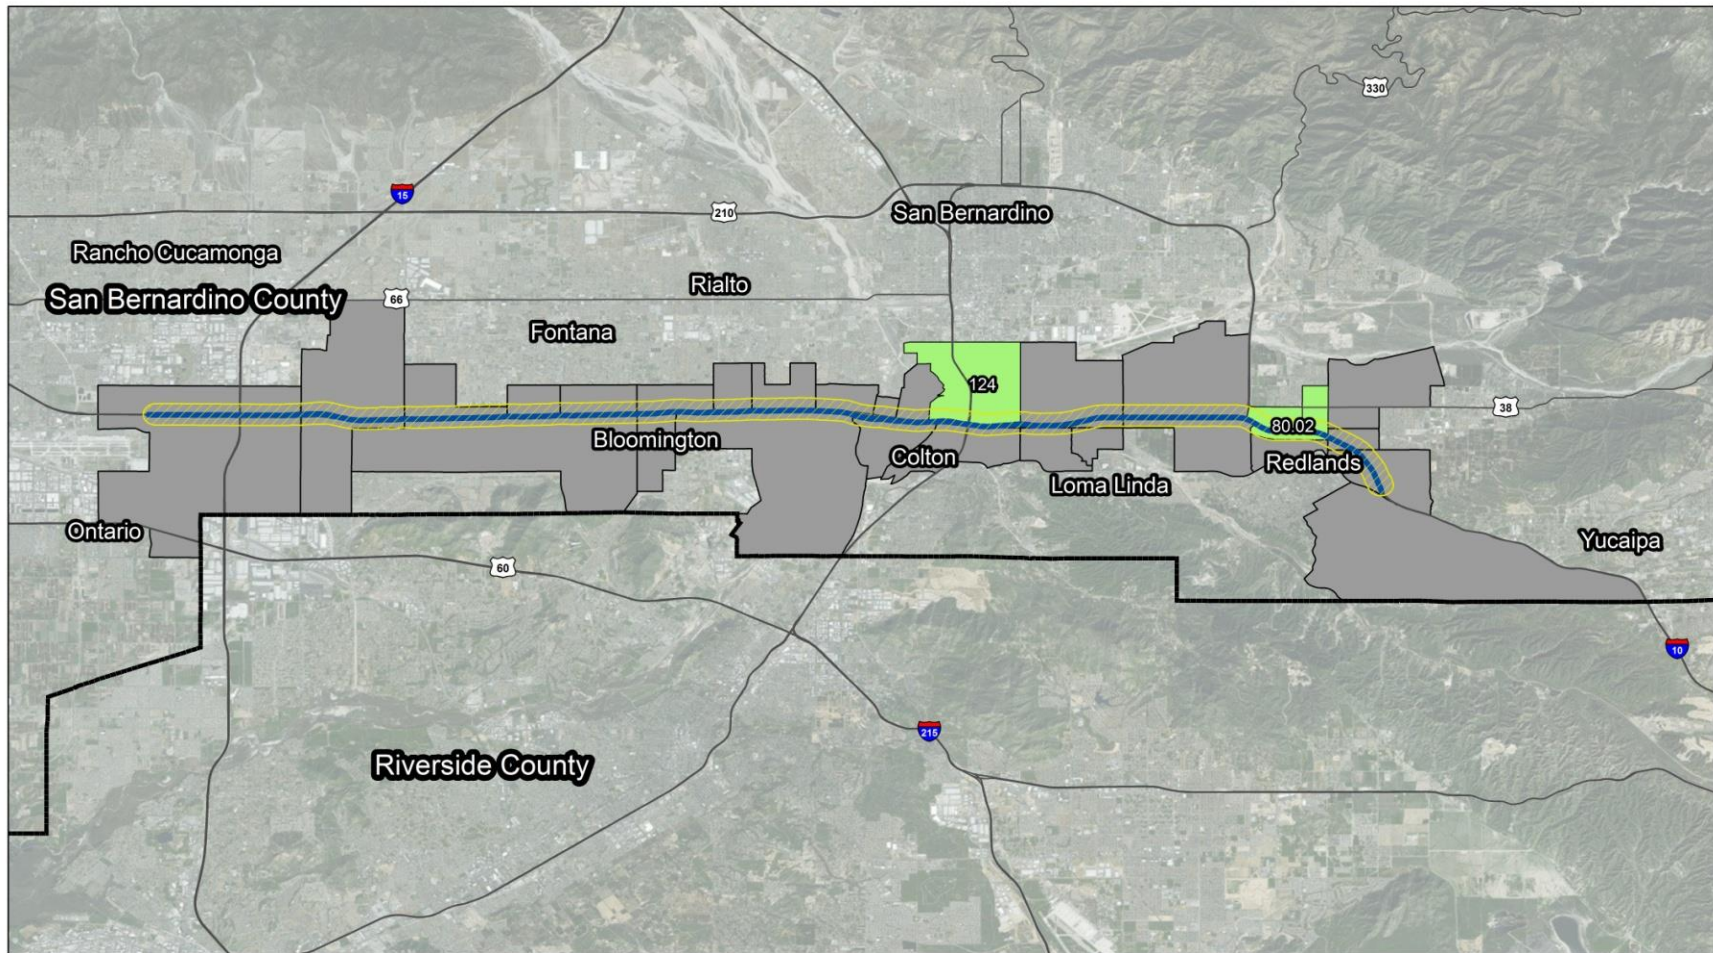 330
15
210
San Bernardino
Rancho Cucamonga
Rialto
San Bernardino County
66
Fontana
124
38
80.02
Bloomington
Colton
Redlands
Loma Linda
Ontario
Yucaipa
60
10
215
Riverside County